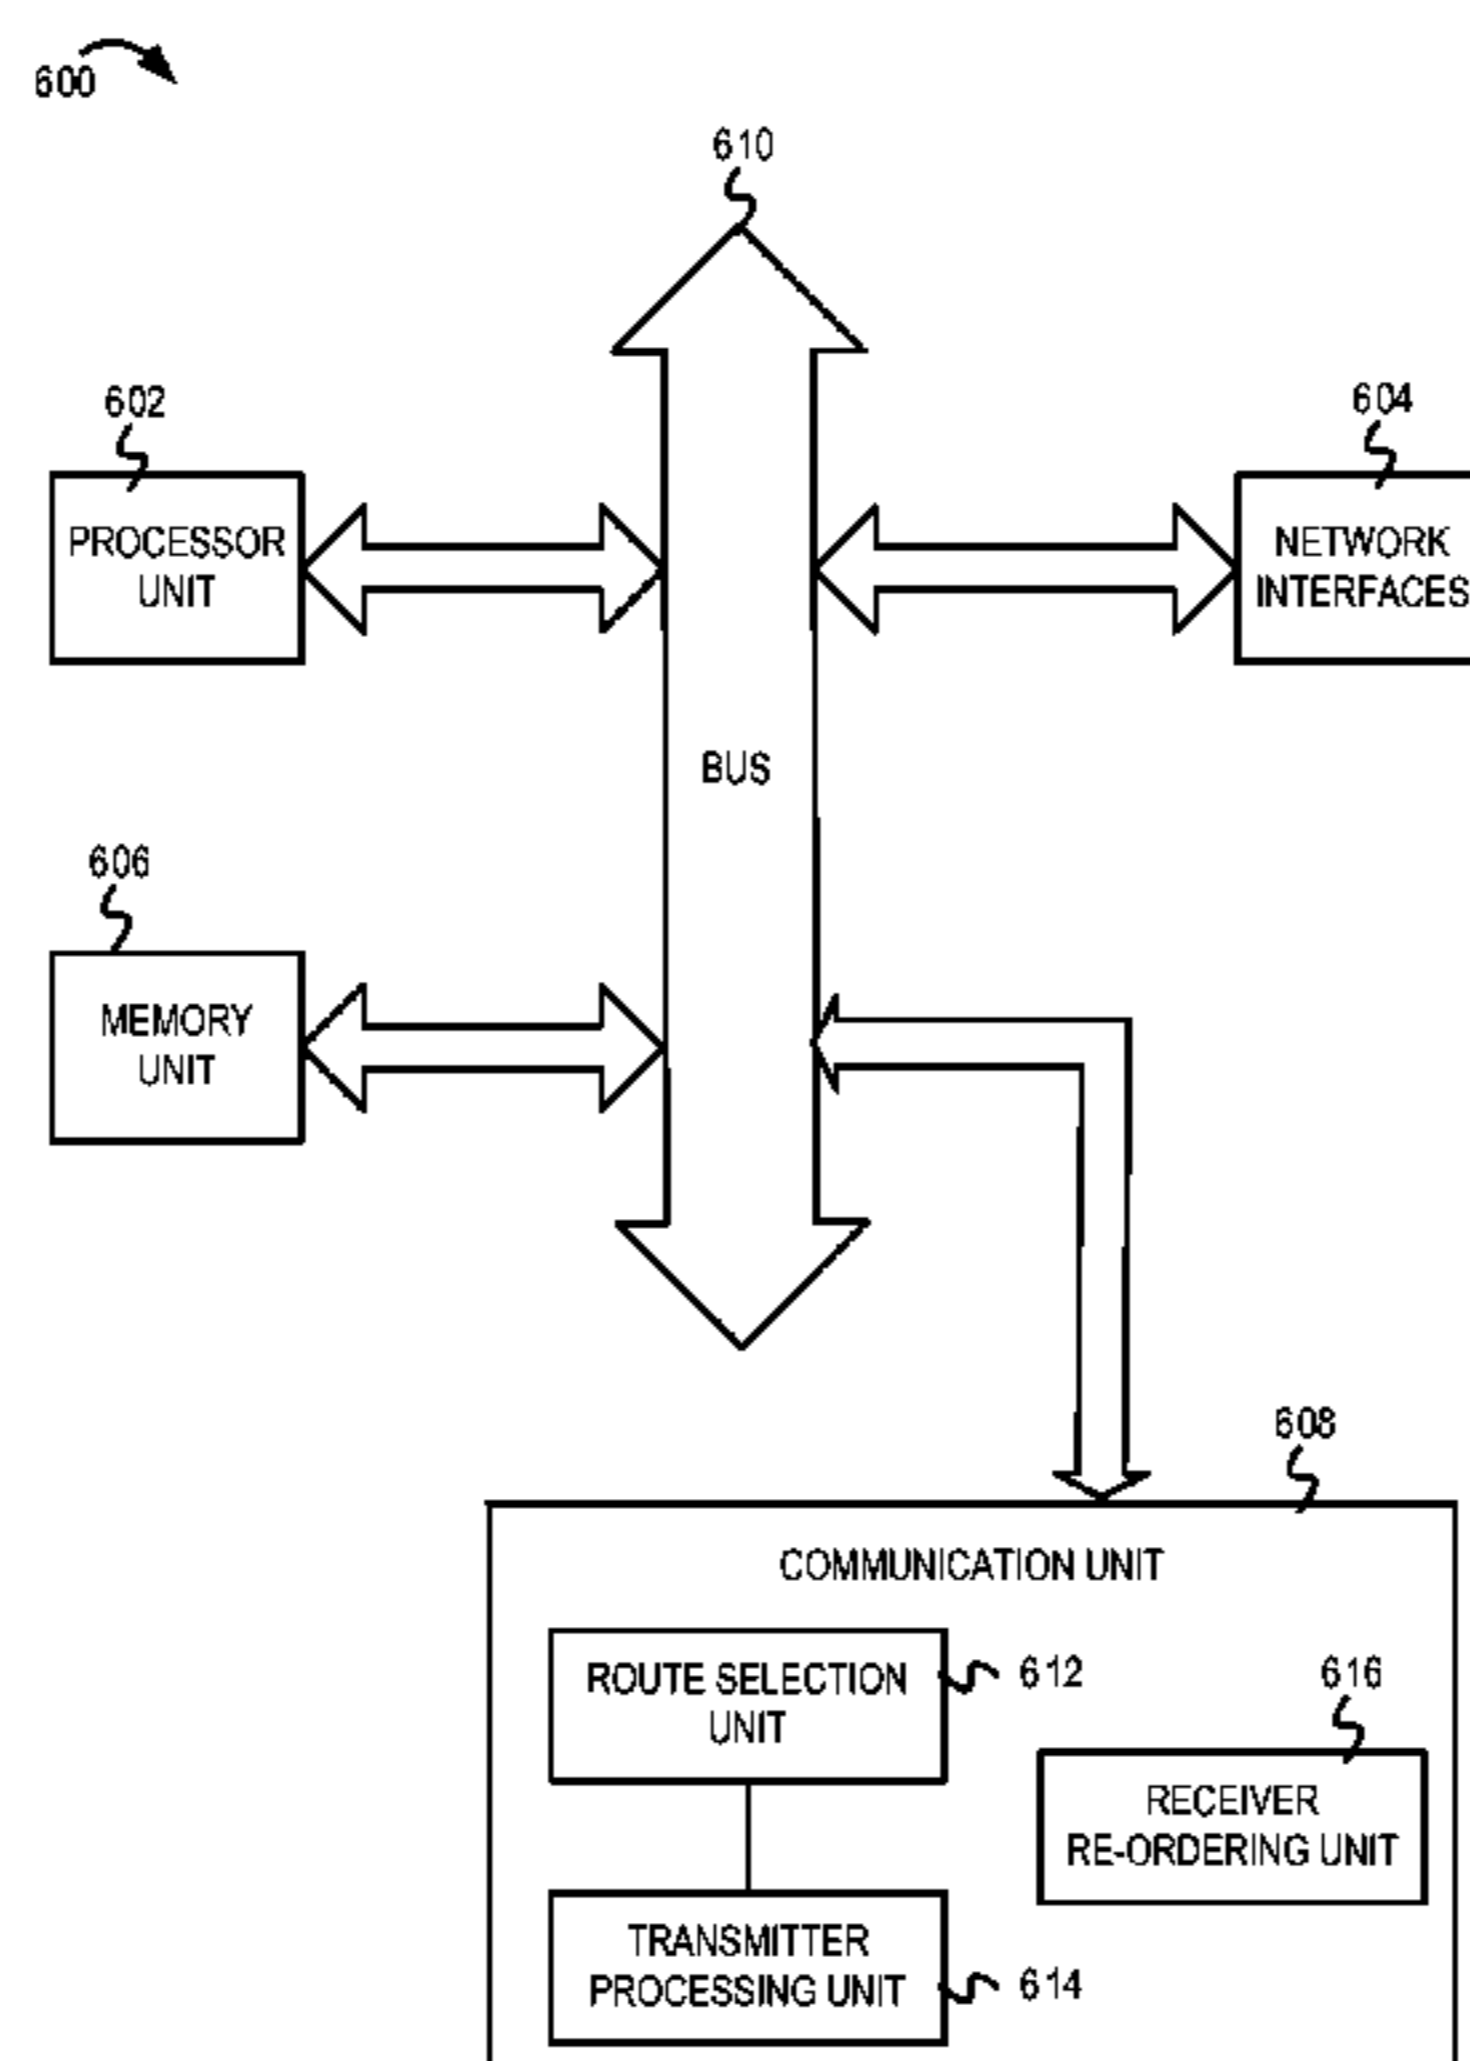 600
610
602
604
PROCESSOR
UNIT
NETWORK
INTERFACES
BUS
606
MEMORY
UNIT
608
COMMUNICATION UNIT
ROUTE SELECTION
UNIT
612
616
RECEIVER
RE-ORDERING UNIT
TRANSMITTER
PROCESSING UNIT
614